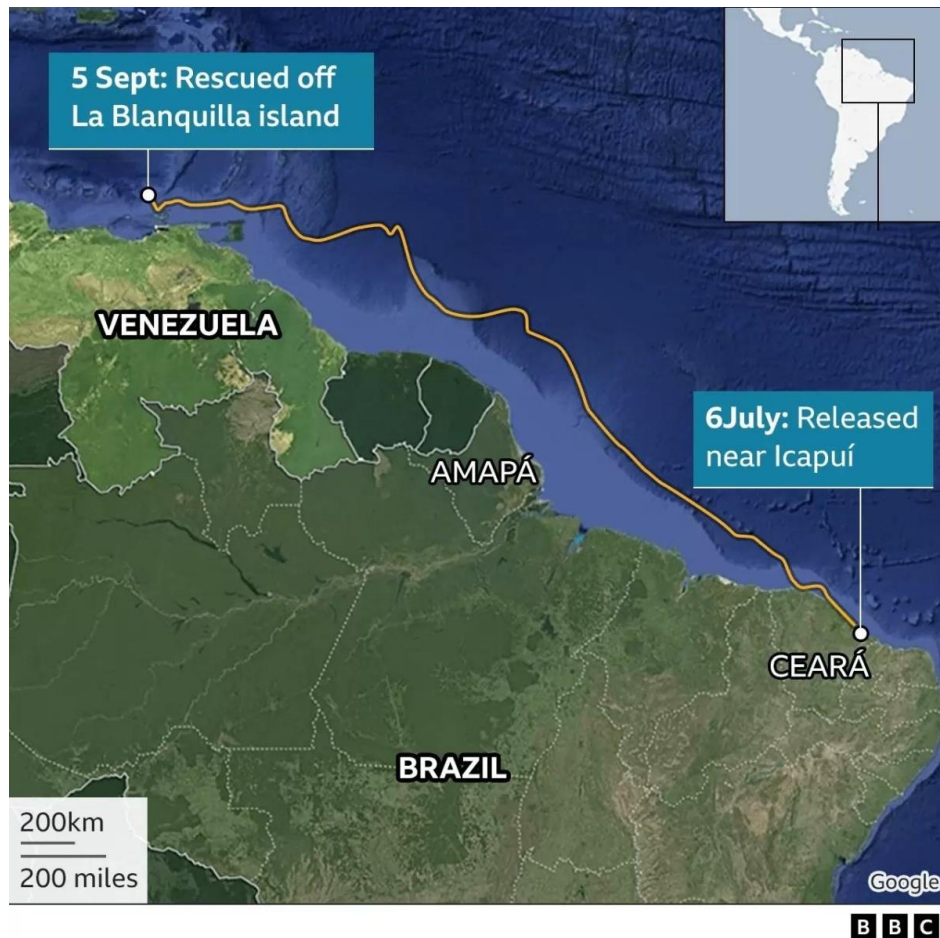 5 Sept: Rescued off
La Blanquilla island
VENEZUELA
6July: Released
near Icapuí
AMAPÁ
CEARÁ
BRAZIL
200km
200 miles
Google
BBC